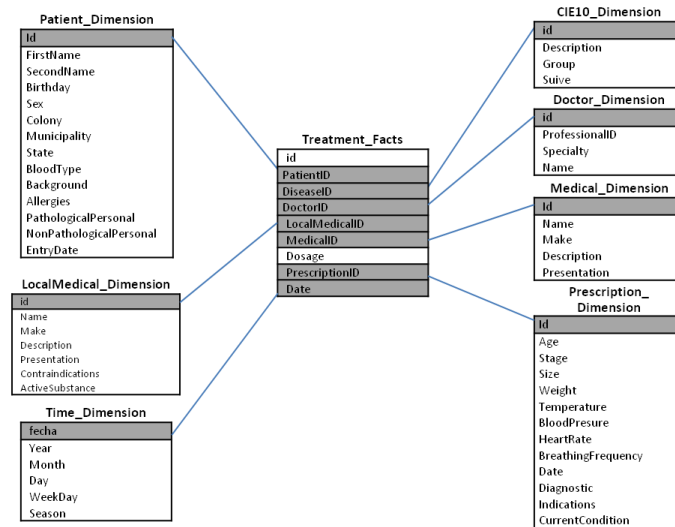 Patient_Dimension
Id
FirstName
SecondName
Birthday
Sex
Colony
Municipality
State
BloodType
Background
Allergies
PathologicalPersonal
NonPathologicalPersonal
EntryDate
LocalMedical_Dimension
id
Name
Make
Description
Presentation
Contraindications
ActiveSubstance
Time_Dimension
fecha
Year
Month
Day
WeekDay
Season
Treatment_Facts
id
PatientID
DiseaseID
DoctorID
LocalMedicalID
MedicalID
Dosage
PrescriptionID
Date
CIE10_Dimension
id
Description
Group
Suive
Doctor_Dimension
id
ProfessionalID
Specialty
Name
Medical_Dimension
Id
Name
Make
Description
Presentation
Prescription_
Dimension
Id
Age
Stage
Size
Weight
Temperature
BloodPresure
HeartRate
BreathingFrequency
Date
Diagnostic
Indications
CurrentCondition